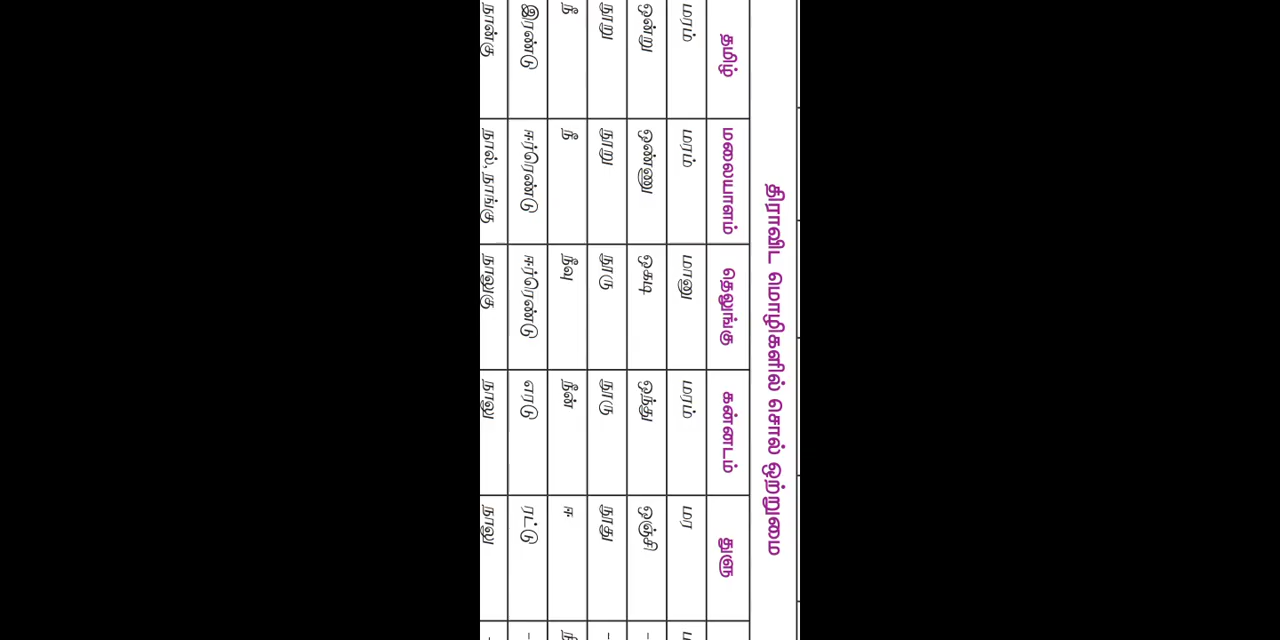 திராவிட மொழிகளில் சொல் ஒற்றுமை
தமிழ் மலையாளம் தெலுங்கு கன்னடம் துளு
மரம் மரம் மானு மரம் மர
ஒன்று ஒண்ணு ஒகடி ஒந்து ஒஞ்சி
நூறு நூறு நூரு நூரு நூது
நீ நீ நீவு நீன் ஈ
இரண்டு ஈர்ரெண்டு ஈர்ரெண்டு எரடு ரட்டு
நான்கு நால், நாங்கு நாலுகு நாலு நாலு